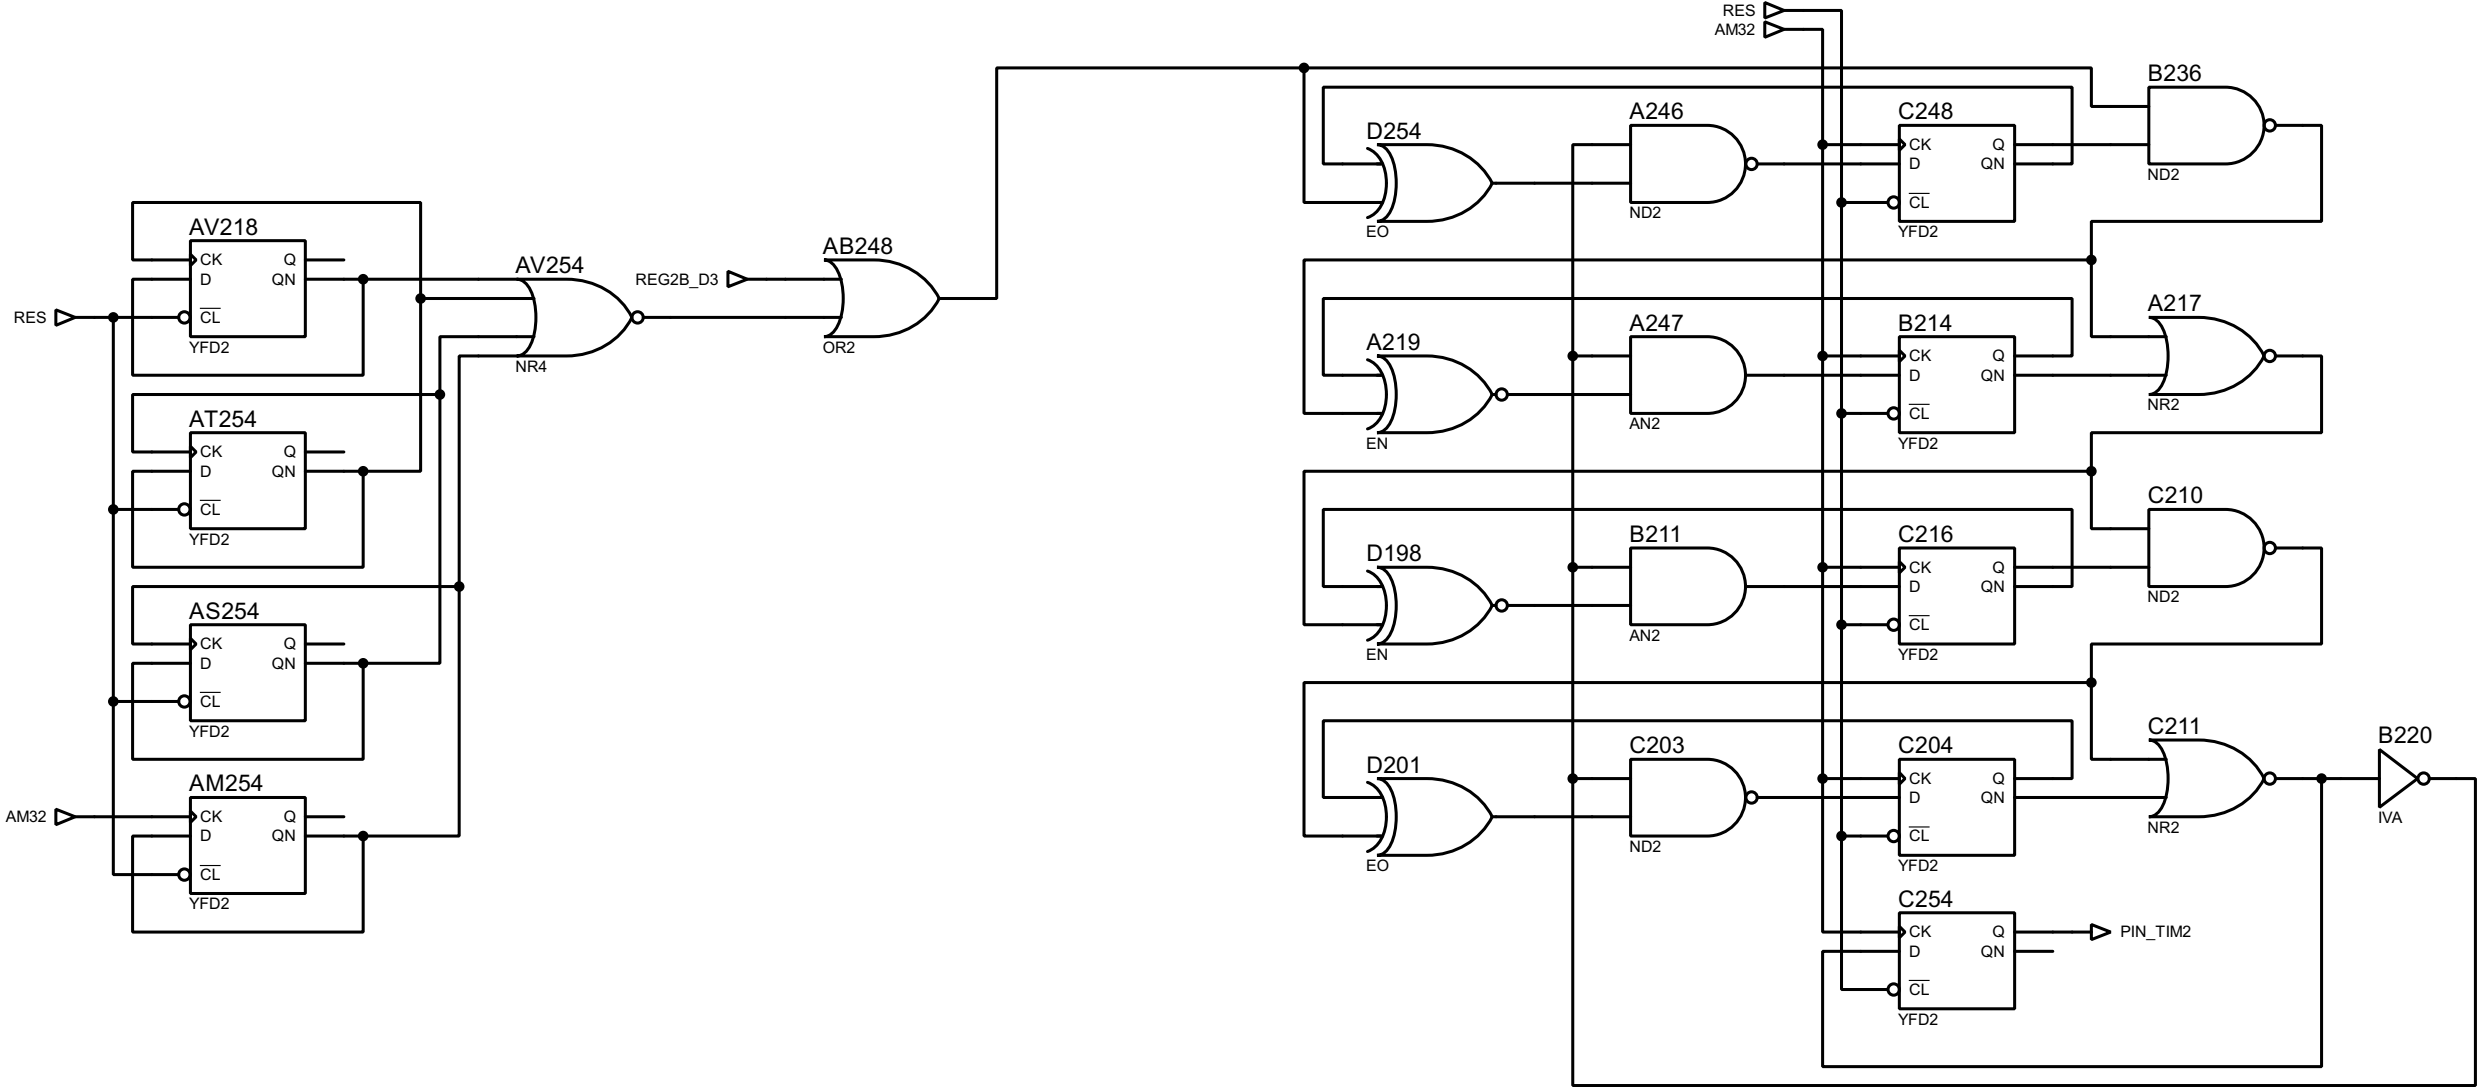 RES
AM32
B236
A246
C248
D254
CK
Q
D
QN
ND2
CL
ND2
EO
YFD2
AV218
AB248
AV254
CK
Q
REG2B_D3
D
QN
A217
RES
CL
A247
B214
A219
YFD2
OR2
CK
Q
NR4
D
QN
NR2
CL
AT254
AN2
EN
YFD2
CK
Q
D
QN
C210
CL
B211
C216
YFD2
D198
CK
Q
D
QN
ND2
AS254
CL
AN2
CK
Q
EN
YFD2
D
QN
CL
C211
YFD2
B220
C203
C204
D201
AM254
CK
Q
D
QN
AM32
CK
Q
IVA
NR2
D
QN
CL
ND2
EO
YFD2
CL
C254
YFD2
CK
Q
PIN_TIM2
D
QN
CL
YFD2